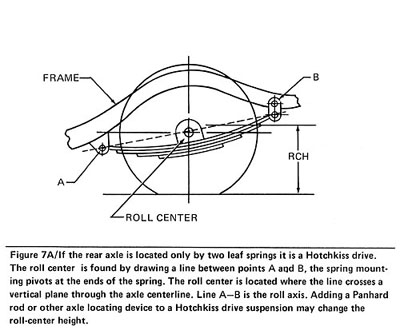 FRAME
B
A
RCH
ROLL CENTER
Figure 7A/If the rear axle is located only by two leaf springs it is a Hotchkiss drive.
The roll center is found by drawing a line between points A aqd B, the spring mount-
ing pivots at the ends of the spring. The roll center is located where the line crosses a
vertical plane through the axle centerline. Line A—B is the roll axis. Adding a Panhard
rod or other axle locating device to a Hotchkiss drive suspension may change the
roll-center height.